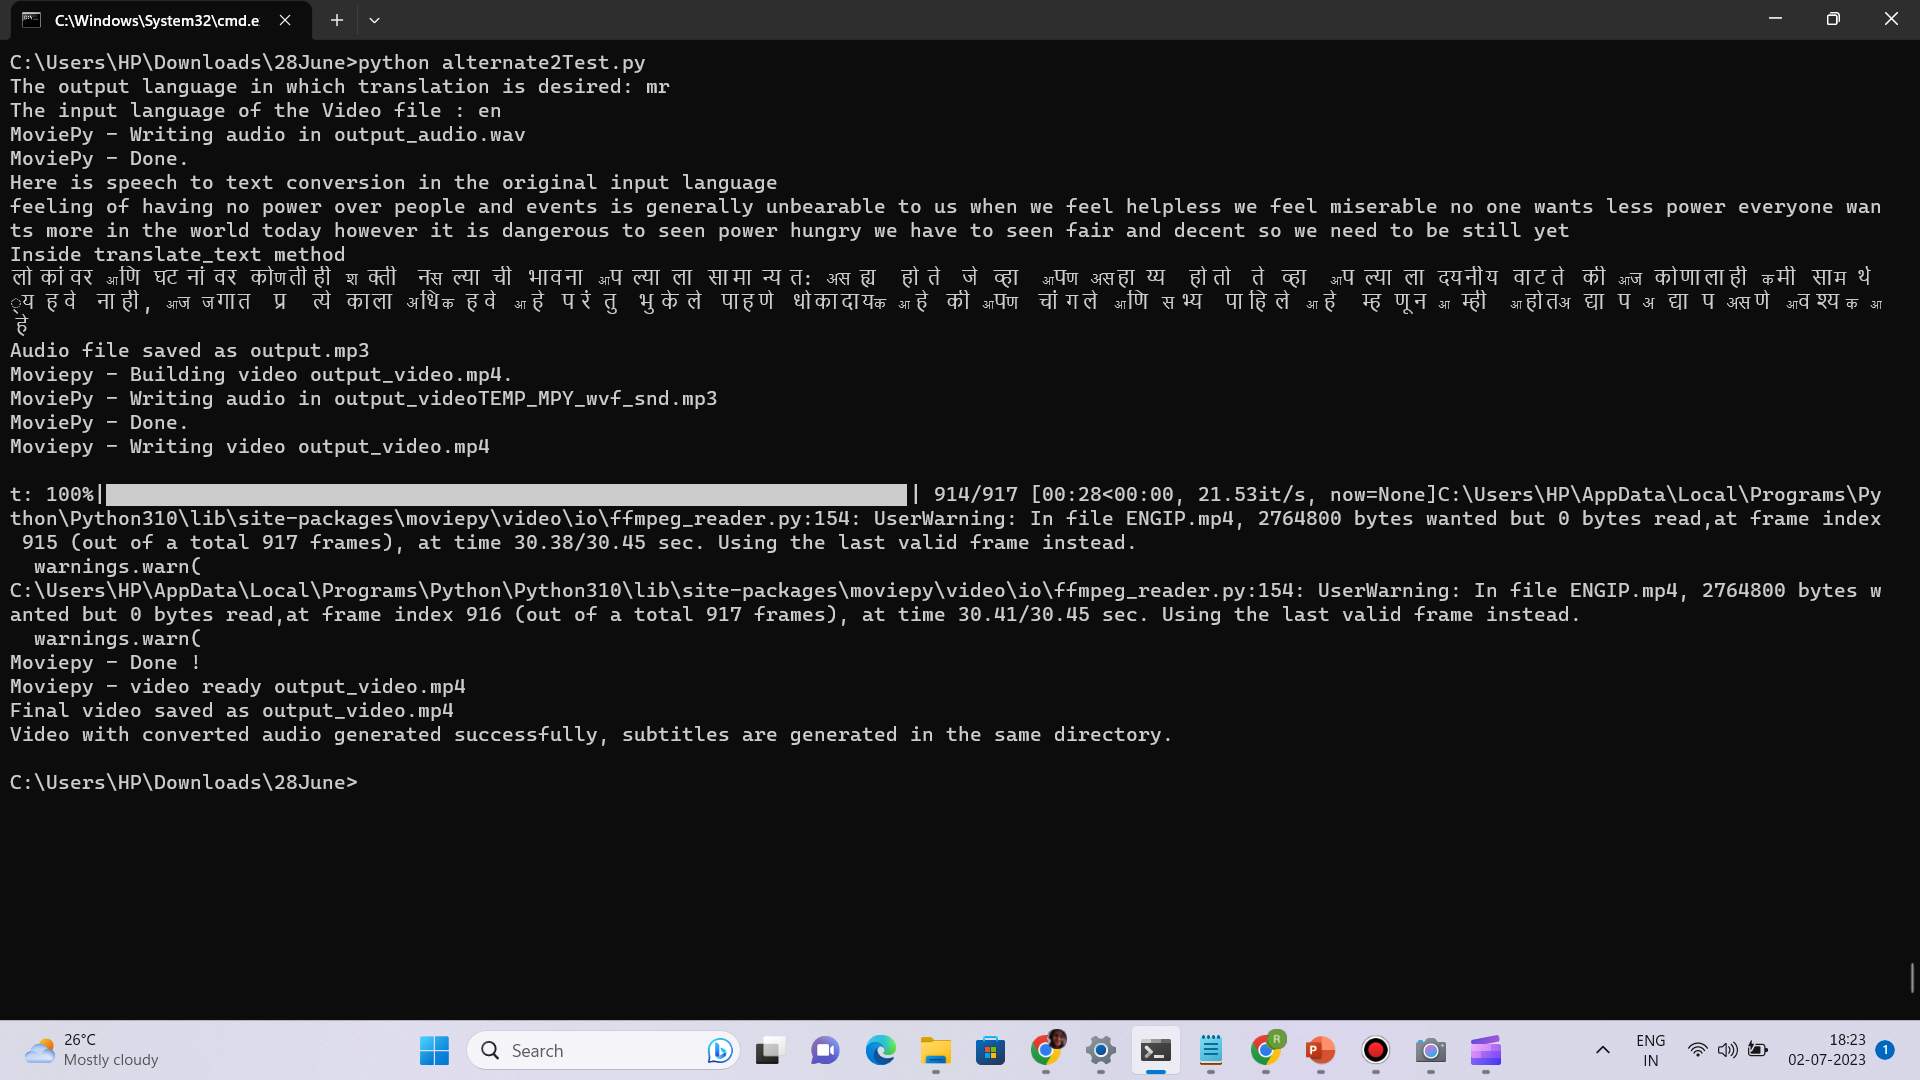 C:\Windows\System32\cmd.e
C:\Users\HP\Downloads\28June>python alternate2Test.py
The output language in which translation is desired: mr
The input language of the Video file : en
MoviePy - Writing audio in output_audio.wav
MoviePy - Done.
Here is speech to text conversion in the original input language
feeling of having no power over people and events is generally unbearable to us when we feel helpless we feel miserable no one wants less power everyone wan
ts more in the world today however it is dangerous to seen power hungry we have to seen fair and decent so we need to be still yet
Inside translate_text method
लोकांवर आणि घटनांवर कोणतीही शक्ती नसल्याची भावना आपल्याला सामान्यत: असह्य होते जेव्हा आपण असहाय्य होतो तेव्हा आपल्याला दयनीय वाटते की आज कोणालाही कमी सामर्थ
्य हवे नाही, आज जगात प्रत्येकाला अधिक हवे आहे परंतु भुकेले पाहणे धोकादायक आहे की आपण चांगले आणि सभ्य पाहिले आहे म्हणून आम्ही आहोतअद्याप अद्याप असणे आवश्यक आ
हे
Audio file saved as output.mp3
Moviepy - Building video output_video.mp4.
MoviePy - Writing audio in output_videoTEMP_MPY_wvf_snd.mp3
MoviePy - Done.
Moviepy - Writing video output_video.mp4
t: 100%| | 914/917 [00:28<00:00, 21.53it/s, now=None]C:\Users\HP\AppData\Local\Programs\Py
thon\Python310\lib\site-packages\moviepy\video\io\ffmpeg_reader.py:154: UserWarning: In file ENGIP.mp4, 2764800 bytes wanted but 0 bytes read,at frame index
915 (out of a total 917 frames), at time 30.38/30.45 sec. Using the last valid frame instead.
warnings.warn(
C:\Users\HP\AppData\Local\Programs\Python\Python310\lib\site-packages\moviepy\video\io\ffmpeg_reader.py:154: UserWarning: In file ENGIP.mp4, 2764800 bytes w
anted but 0 bytes read,at frame index 916 (out of a total 917 frames), at time 30.41/30.45 sec. Using the last valid frame instead.
warnings.warn(
Moviepy - Done !
Moviepy - video ready output_video.mp4
Final video saved as output_video.mp4
Video with converted audio generated successfully, subtitles are generated in the same directory.
C:\Users\HP\Downloads\28June>
26°C
Mostly cloudy
Search
R
P
ENG
IN
18:23
02-07-2023
1